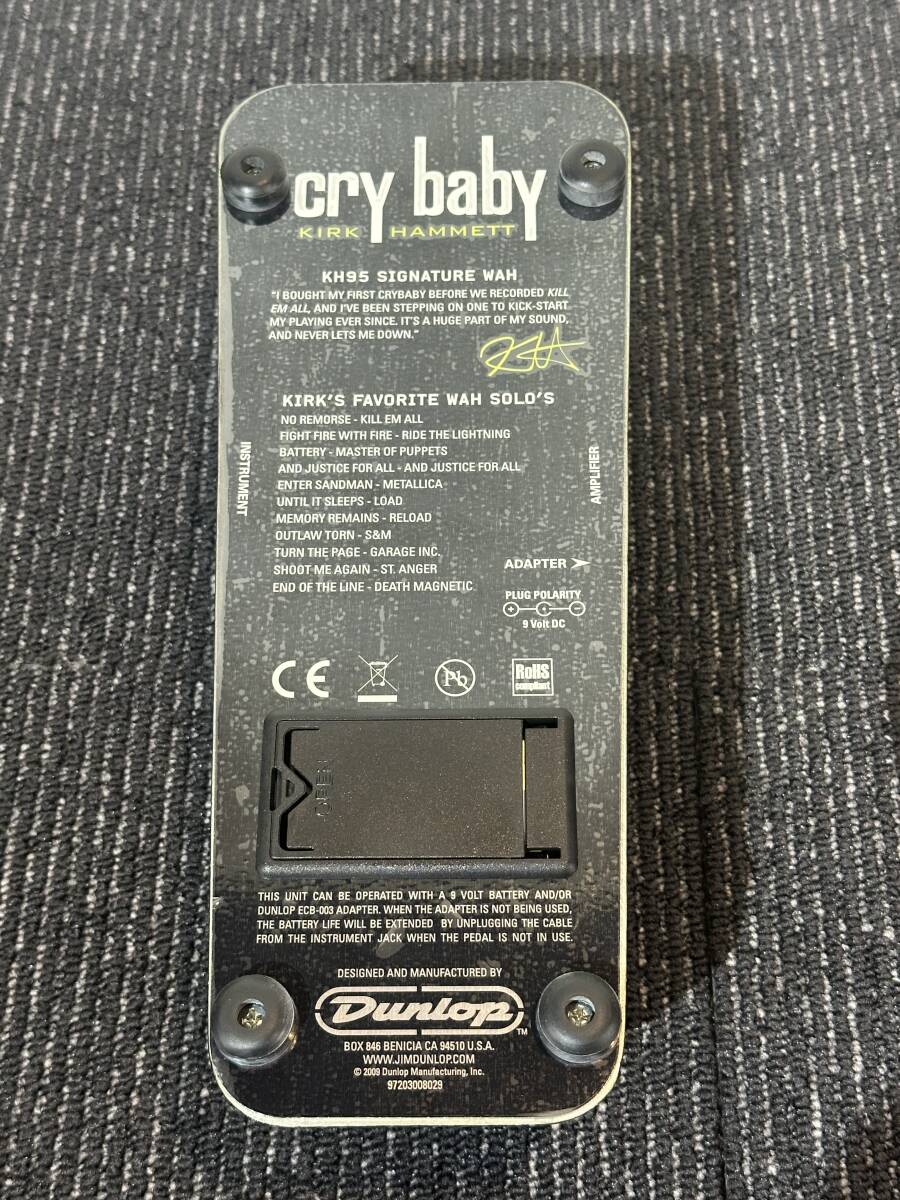 cry baby
KIRK HAMMETT
KH95 SIGNATURE WAH
"I BOUGHT MY FIRST CRYBABY BEFORE WE RECORDED KILL
EM ALL, AND I'VE BEEN STEPPING ON ONE TO KICK-START
MY PLAYING EVER SINCE. IT'S A HUGE PART OF MY SOUND,
AND NEVER LETS ME DOWN."
KIRK'S FAVORITE WAH SOLO'S
NO REMORSE - KILL EM ALL
FIGHT FIRE WITH FIRE - RIDE THE LIGHTNING
BATTERY - MASTER OF PUPPETS
AND JUSTICE FOR ALL - AND JUSTICE FOR ALL
ENTER SANDMAN - METALLICA
UNTIL IT SLEEPS - LOAD
MEMORY REMAINS - RELOAD
OUTLAW TORN - S&M
TURN THE PAGE - GARAGE INC.
SHOOT ME AGAIN - ST. ANGER
END OF THE LINE - DEATH MAGNETIC
INSTRUMENT
AMPLIFIER
ADAPTER
PLUG POLARITY
9 Volt DC
CE
Pb
RoHS
compliant
OPEN
THIS UNIT CAN BE OPERATED WITH A 9 VOLT BATTERY AND/OR
DUNLOP ECB-003 ADAPTER. WHEN THE ADAPTER IS NOT BEING USED,
THE BATTERY LIFE WILL BE EXTENDED BY UNPLUGGING THE CABLE
FROM THE INSTRUMENT JACK WHEN THE PEDAL IS NOT IN USE.
DESIGNED AND MANUFACTURED BY
Dunlop™
BOX 846 BENICIA CA 94510 U.S.A.
WWW.JIMDUNLOP.COM
© 2009 Dunlop Manufacturing, Inc.
97203008029